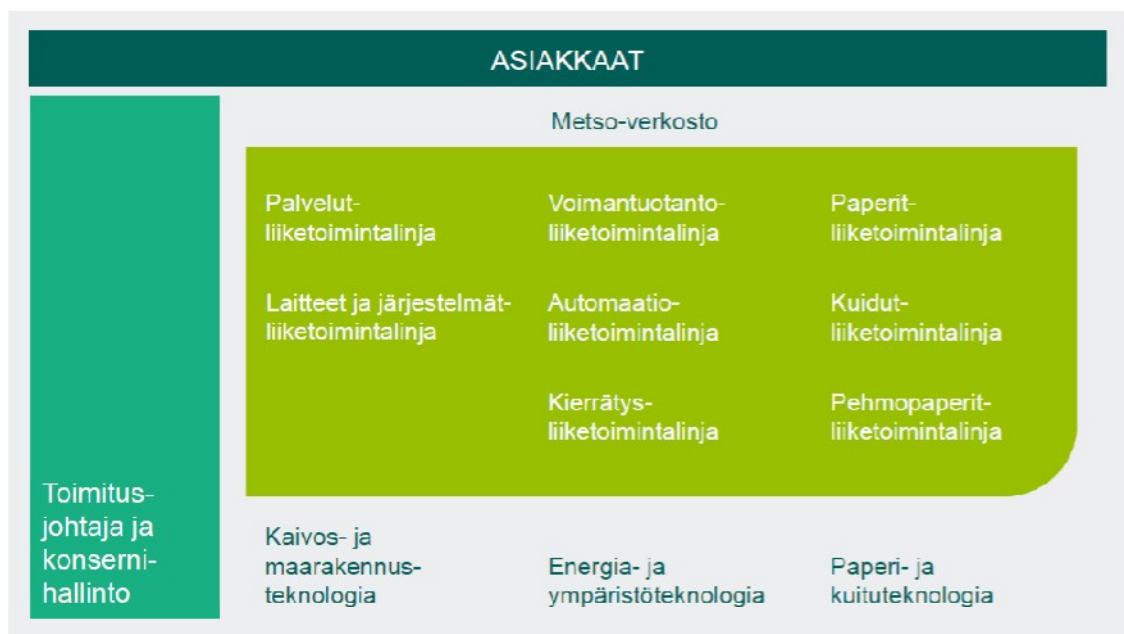 ASIAKKAAT
Metso-verkosto
Palvelut-
liiketoimintalinja
Voimantuotanto-
liiketoimintalinja
Paperit-
liiketoimintalinja
Laitteet ja järjestelmät-
liiketoimintalinja
Automaatio-
liiketoimintalinja
Kuidut-
liiketoimintalinja
Kierrätys-
liiketoimintalinja
Pehmopaperit-
liiketoimintalinja
Toimitus-
johtaja ja
konserni-
hallinto
Kaivos- ja
maarakennus-
teknologia
Energia- ja
ympäristöteknologia
Paperi- ja
kuituteknologia